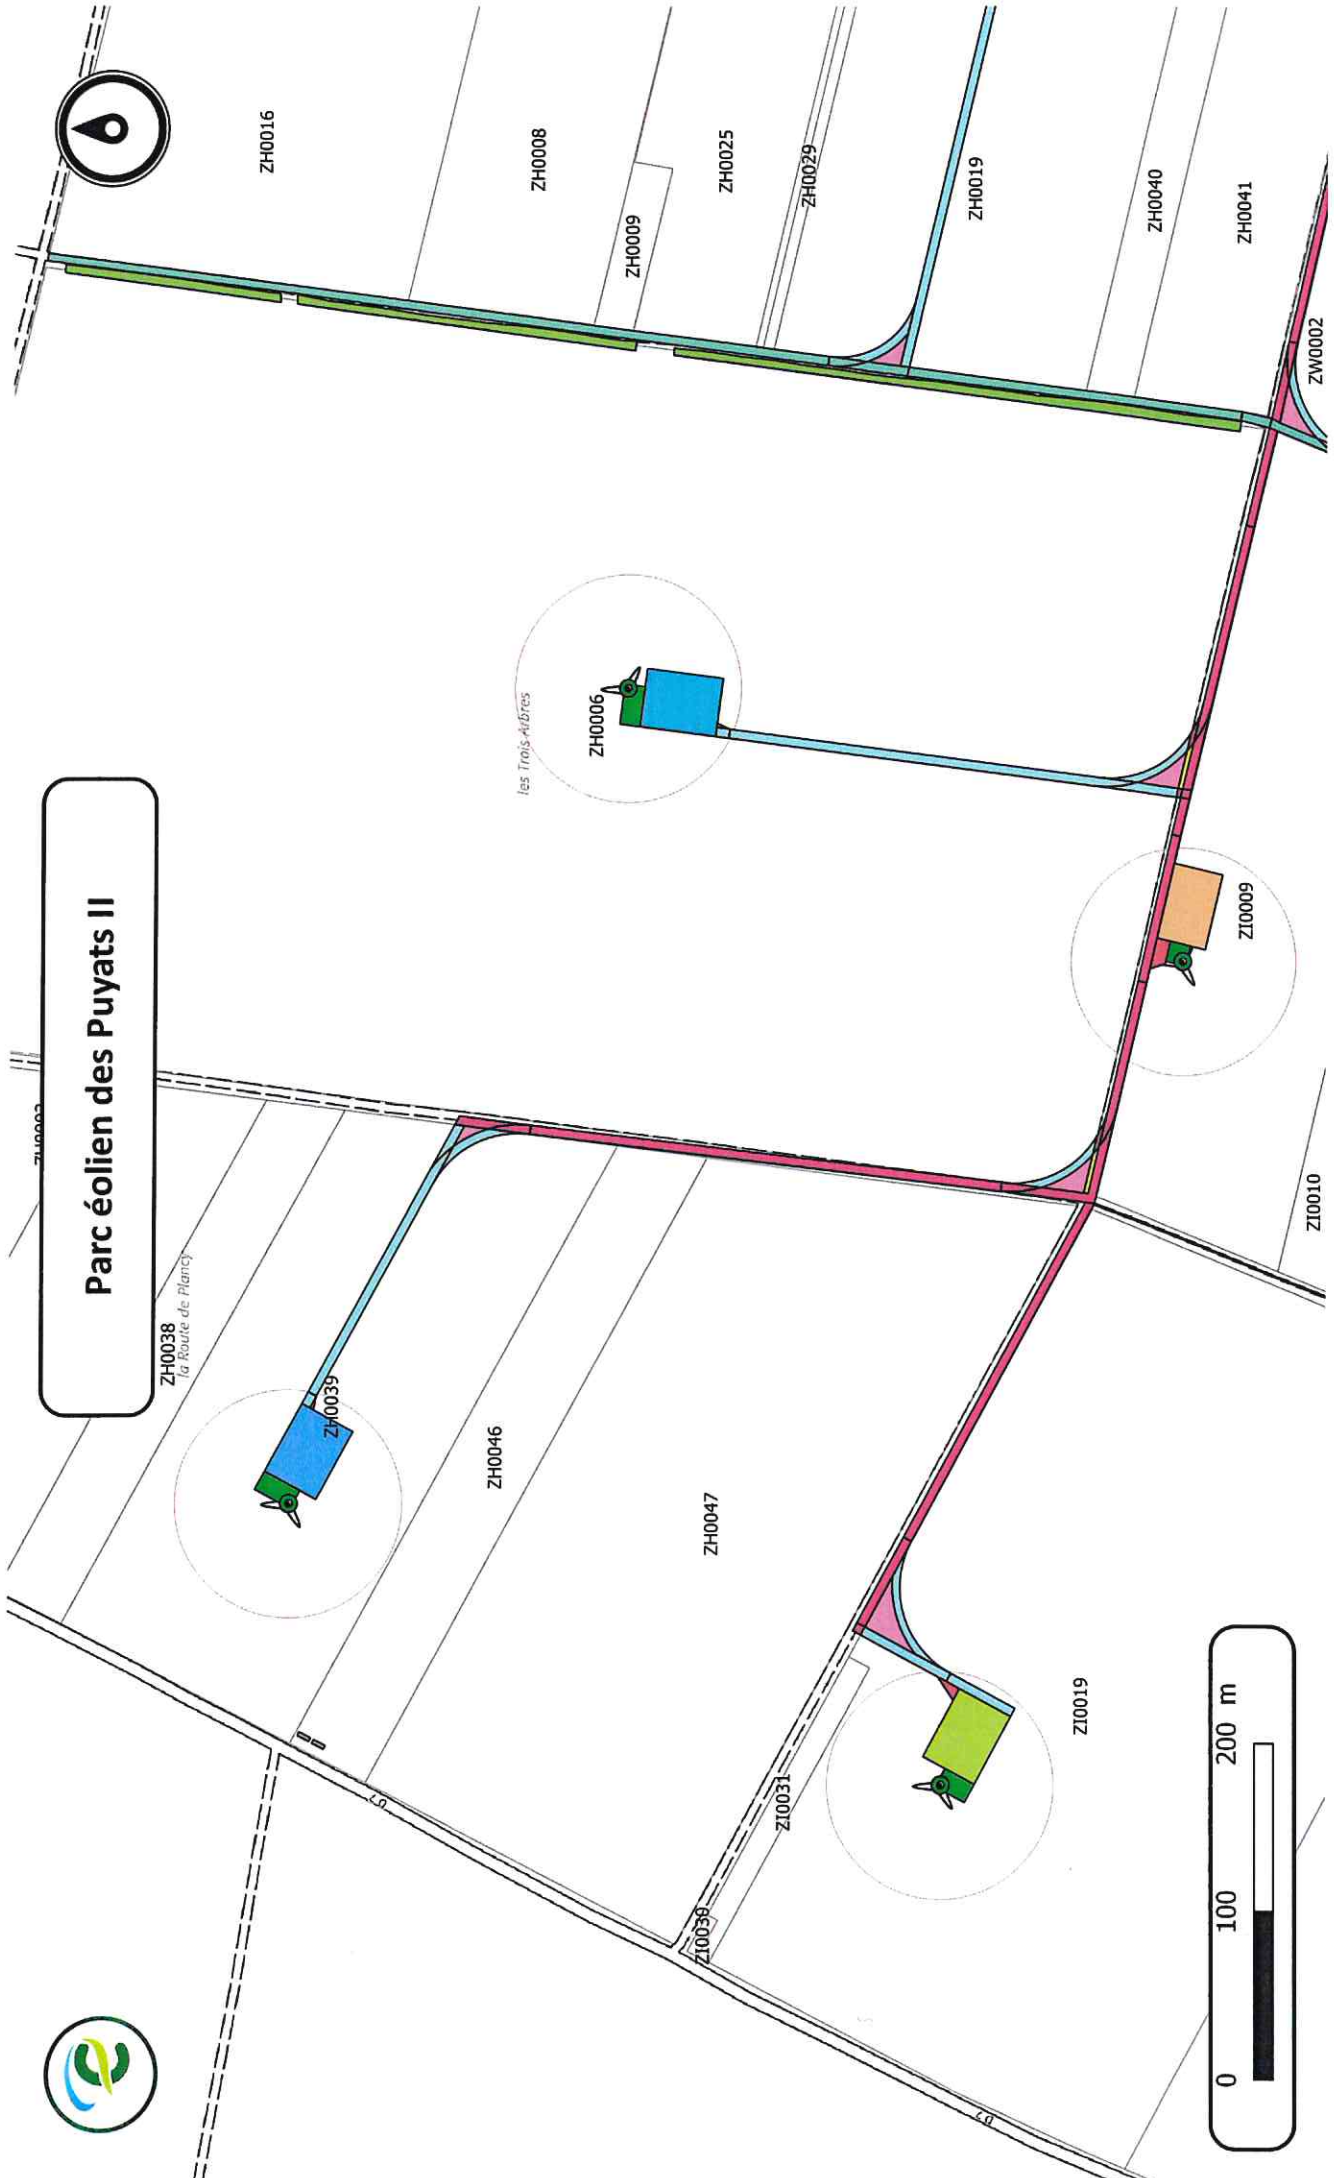 Parc éolien des Puyats II
ZH0038
la Route de Plancy
ZH0039
ZH0046
ZH0047
les Trois Arbres
ZH0006
ZH0016
ZH0008
ZH0009
ZH0025
ZH0029
ZH0019
ZH0040
ZH0041
ZW0002
ZI0009
ZI0010
ZI0019
ZI0031
ZI0030
0 100 200 m